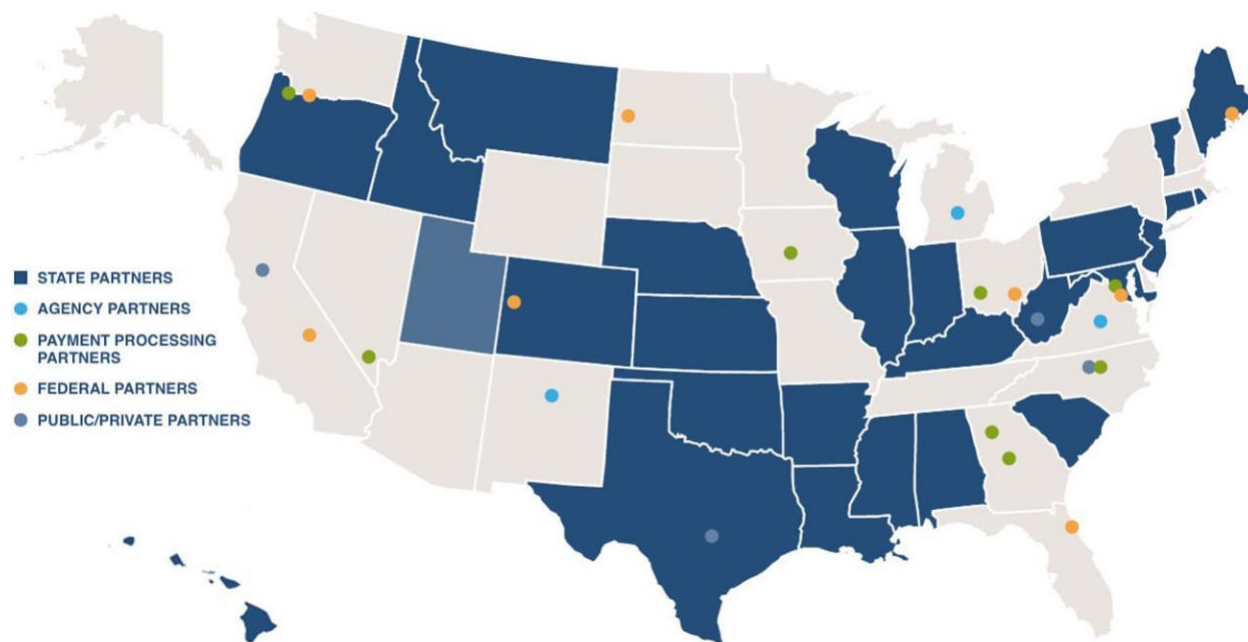 STATE PARTNERS
AGENCY PARTNERS
PAYMENT PROCESSING
PARTNERS
FEDERAL PARTNERS
PUBLIC/PRIVATE PARTNERS